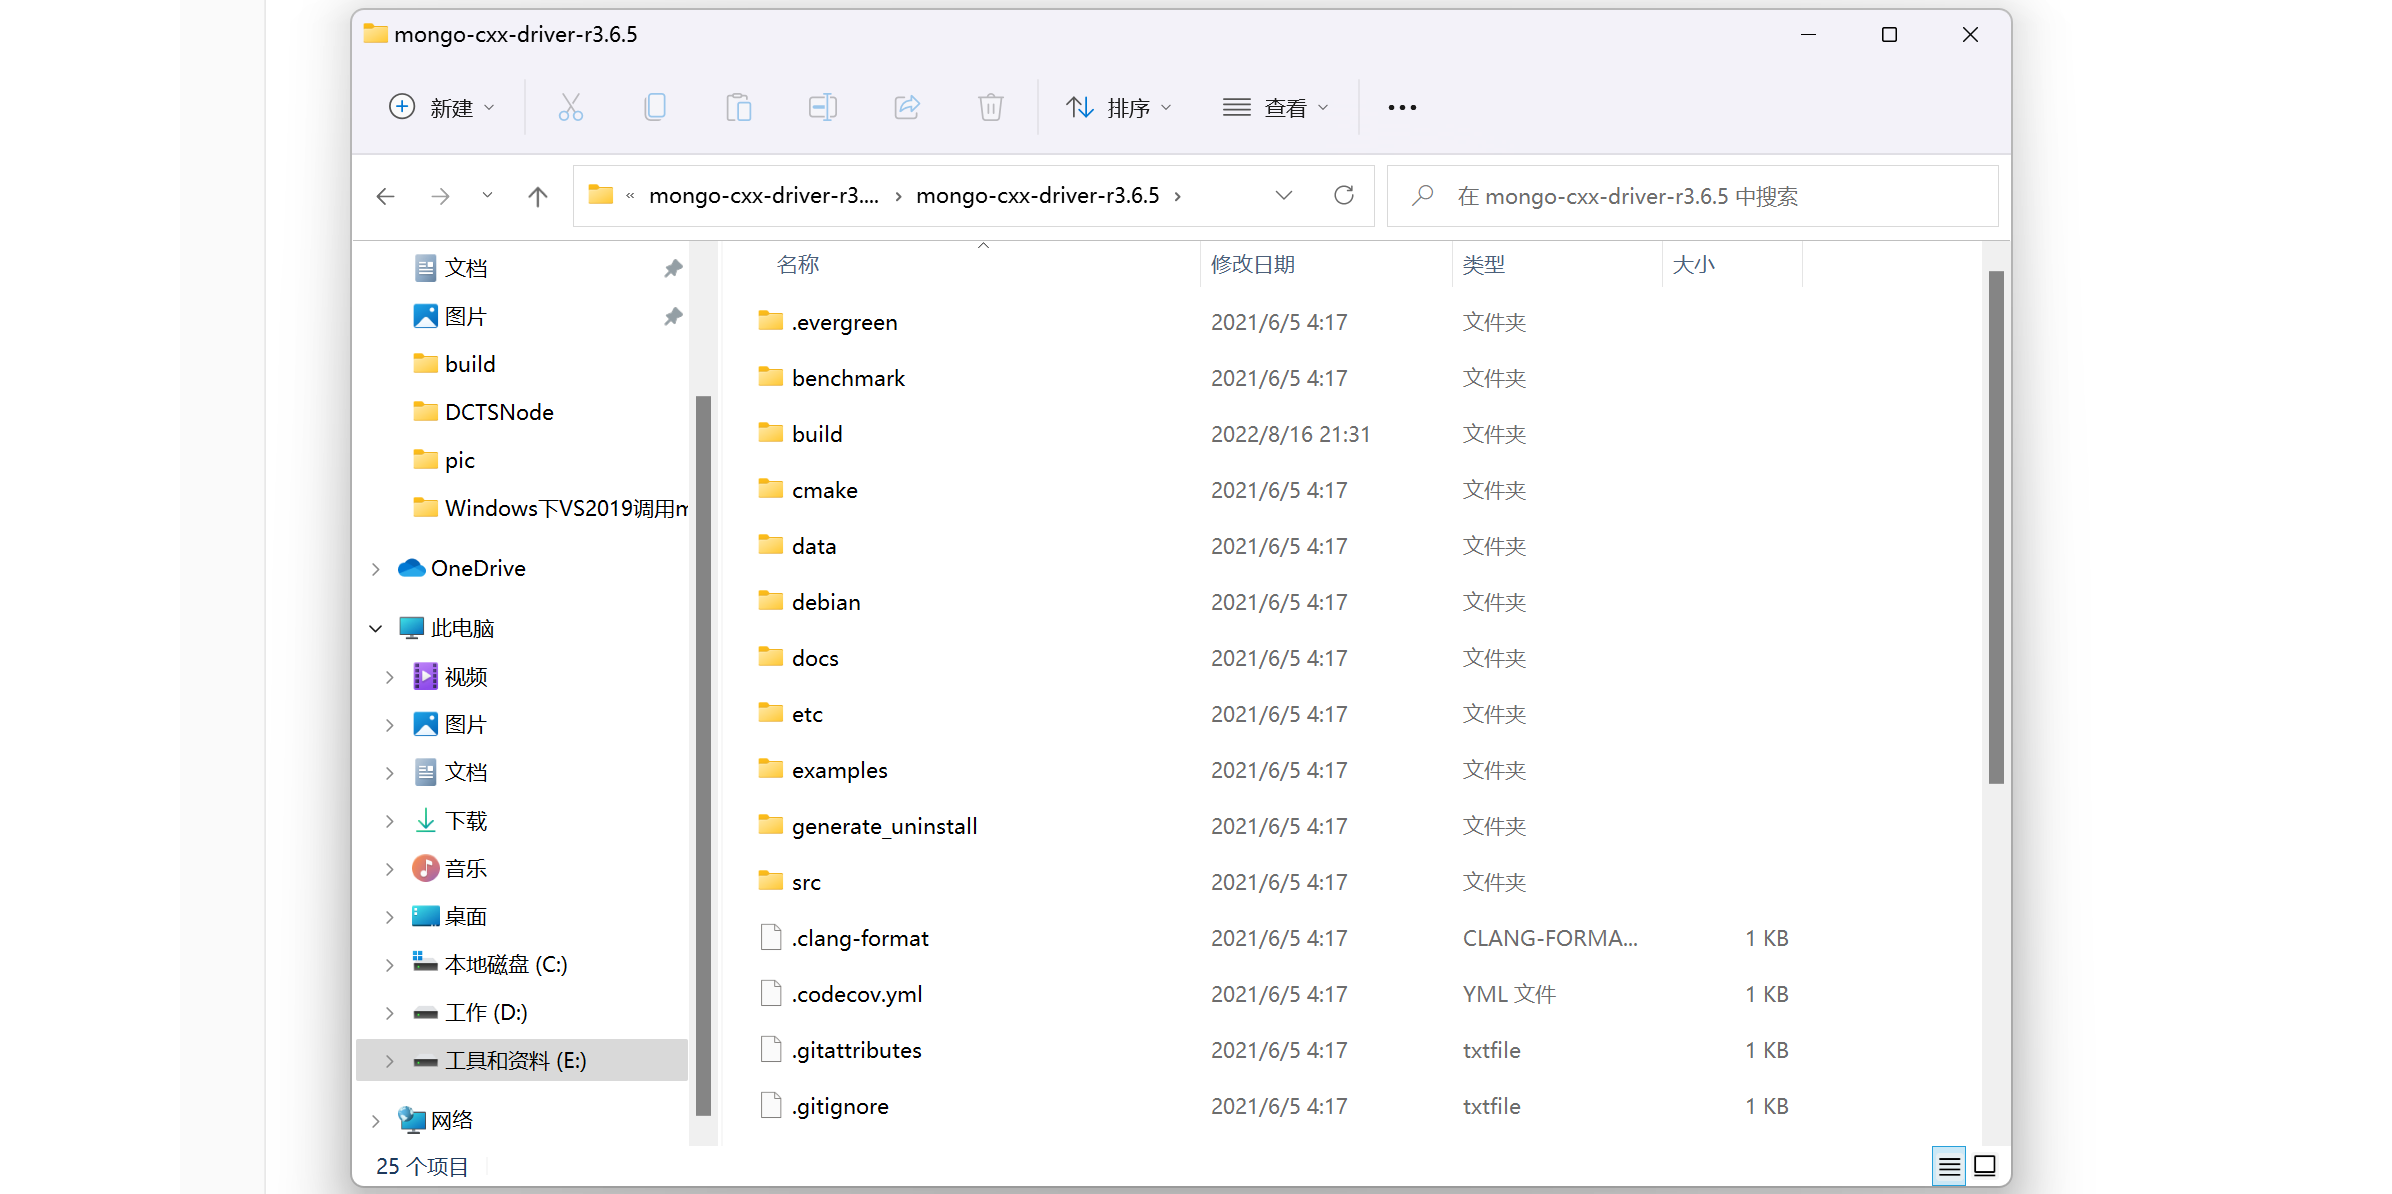 mongo-cxx-driver-r3.6.5
新建 排序 查看
« mongo-cxx-driver-r3.... › mongo-cxx-driver-r3.6.5 › 在 mongo-cxx-driver-r3.6.5 中搜索
文档
图片
build
DCTSNode
pic
Windows下VS2019调用m
OneDrive
此电脑
视频
图片
文档
下载
音乐
桌面
本地磁盘 (C:)
工作 (D:)
工具和资料 (E:)
网络
名称 修改日期 类型 大小
.evergreen 2021/6/5 4:17 文件夹
benchmark 2021/6/5 4:17 文件夹
build 2022/8/16 21:31 文件夹
cmake 2021/6/5 4:17 文件夹
data 2021/6/5 4:17 文件夹
debian 2021/6/5 4:17 文件夹
docs 2021/6/5 4:17 文件夹
etc 2021/6/5 4:17 文件夹
examples 2021/6/5 4:17 文件夹
generate_uninstall 2021/6/5 4:17 文件夹
src 2021/6/5 4:17 文件夹
.clang-format 2021/6/5 4:17 CLANG-FORMA... 1 KB
.codecov.yml 2021/6/5 4:17 YML 文件 1 KB
.gitattributes 2021/6/5 4:17 txtfile 1 KB
.gitignore 2021/6/5 4:17 txtfile 1 KB
25 个项目